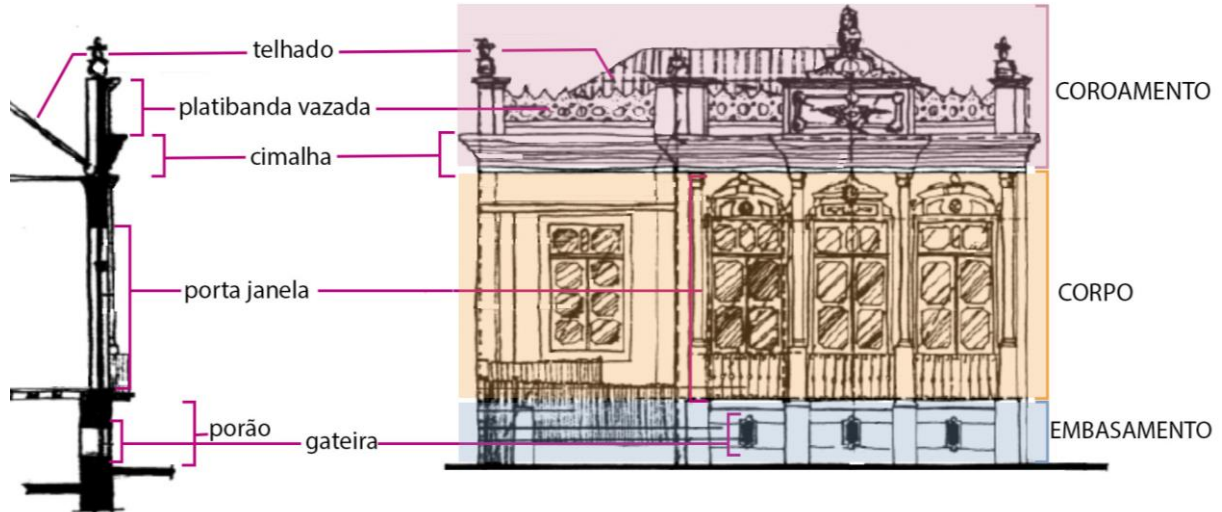 telhado
COROAMENTO
platibanda vazada
cimalha
porta janela
CORPO
porão
EMBASAMENTO
gateira